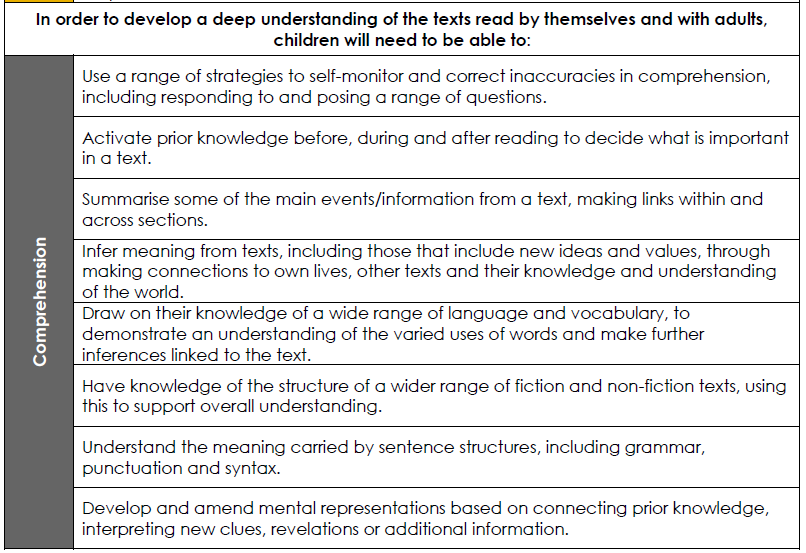 In order to develop a deep understanding of the texts read by themselves and with adults,
children will need to be able to:
Comprehension
Use a range of strategies to self-monitor and correct inaccuracies in comprehension,
including responding to and posing a range of questions.
Activate prior knowledge before, during and after reading to decide what is important
in a text.
Summarise some of the main events/information from a text, making links within and
across sections.
Infer meaning from texts, including those that include new ideas and values, through
making connections to own lives, other texts and their knowledge and understanding
of the world.
Draw on their knowledge of a wide range of language and vocabulary, to
demonstrate an understanding of the varied uses of words and make further
inferences linked to the text.
Have knowledge of the structure of a wider range of fiction and non-fiction texts, using
this to support overall understanding.
Understand the meaning carried by sentence structures, including grammar,
punctuation and syntax.
Develop and amend mental representations based on connecting prior knowledge,
interpreting new clues, revelations or additional information.